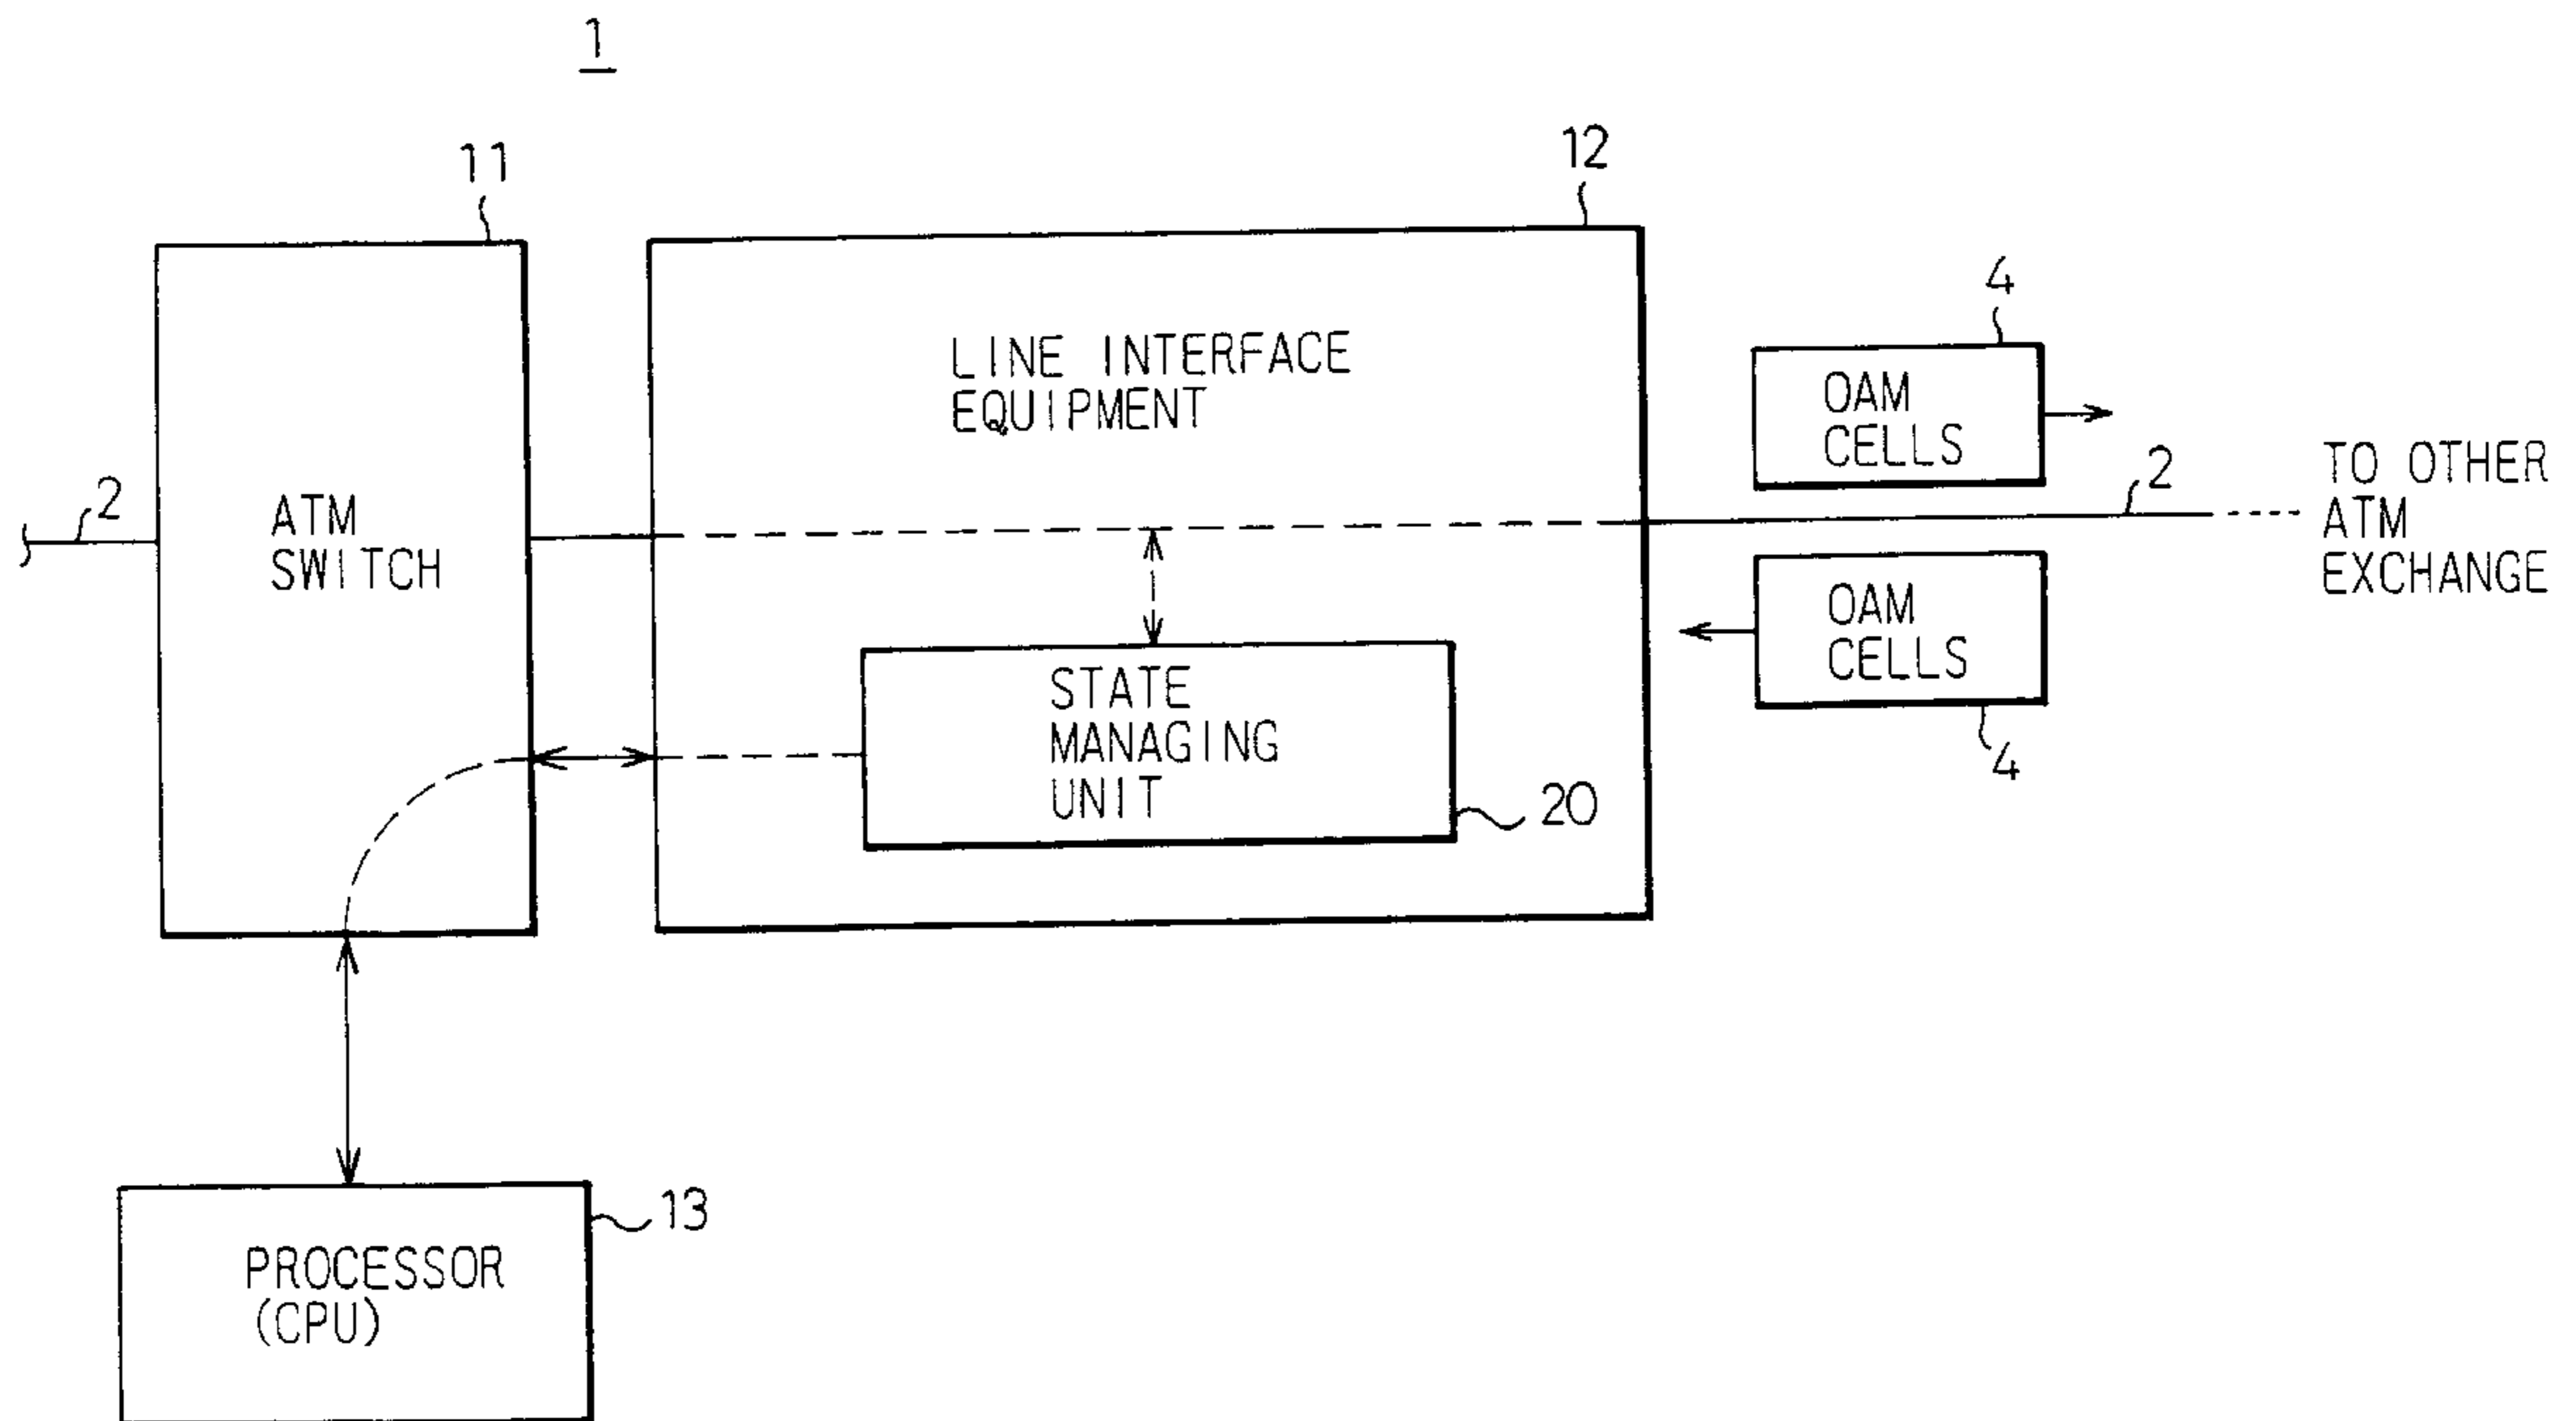 1
11
12
4
LINE INTERFACE
EQUIPMENT
OAM
CELLS
2
ATM
SWITCH
2
TO OTHER
ATM
EXCHANGE
OAM
CELLS
4
STATE
MANAGING
UNIT
20
13
PROCESSOR
(CPU)